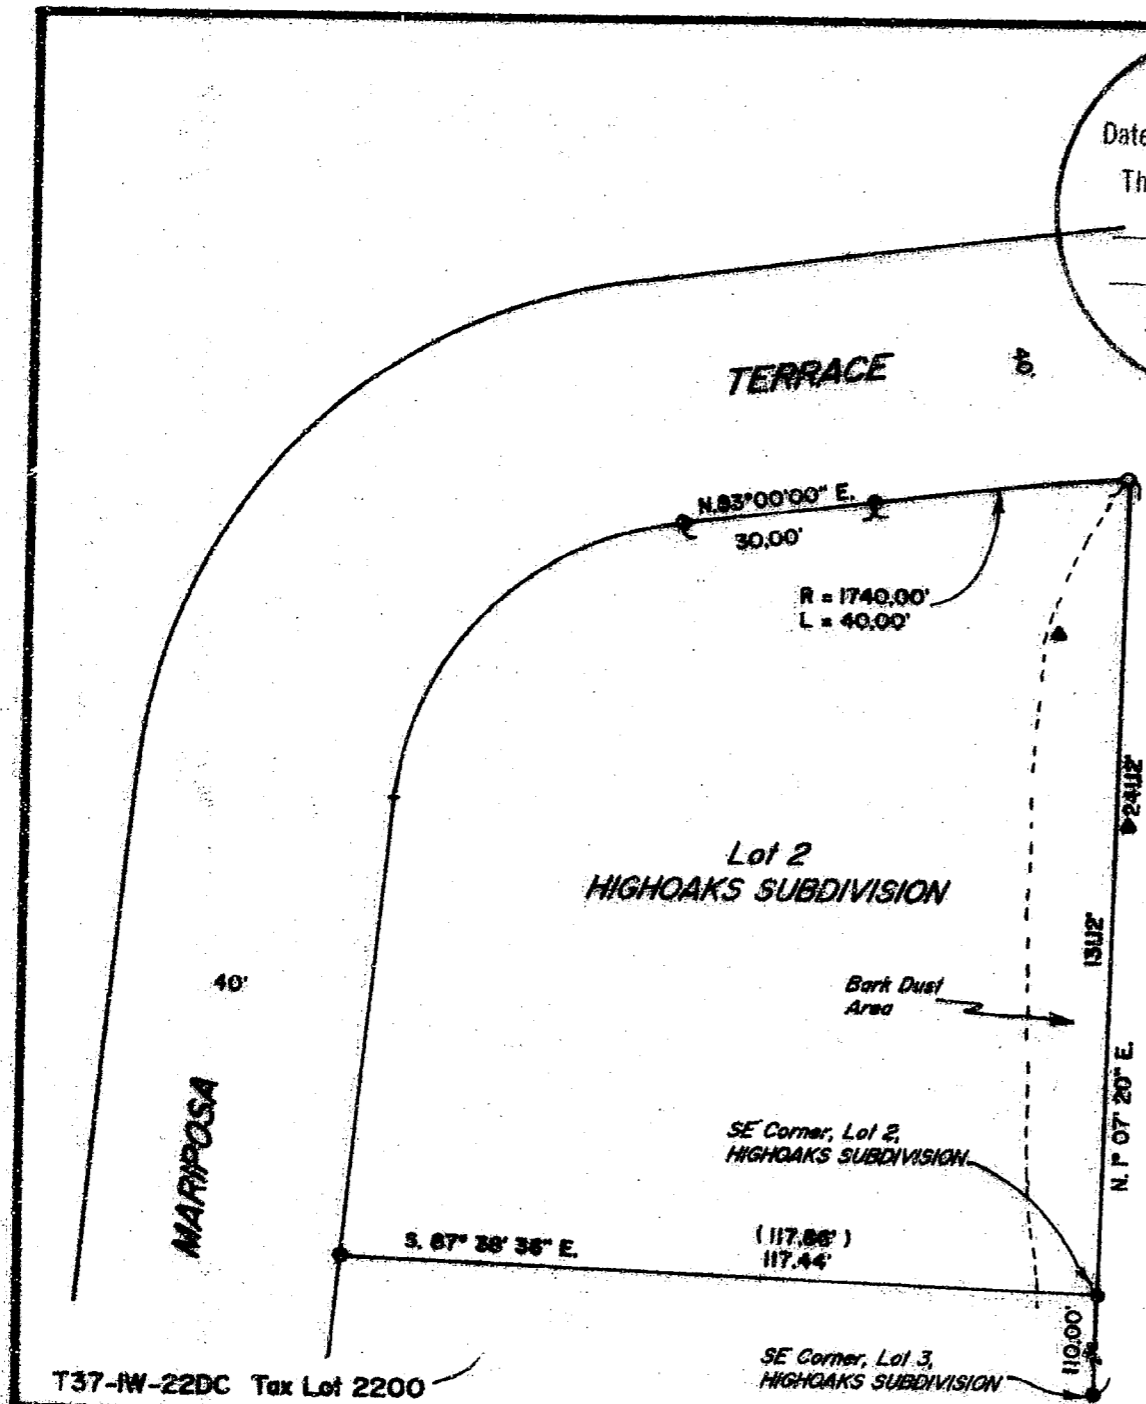 Date
Th
TERRACE
40'
N.83°00'00" E.
30.00'
R = 1740.00'
L = 40.00'
241.12'
Lot 2
HIGHOAKS SUBDIVISION
131.12'
40'
Bark Dust
Area
N. 1° 07' 20" E.
MARIPOSA
SE Corner, Lot 2,
HIGHOAKS SUBDIVISION
S. 87° 38' 36" E.
(117.86')
117.44'
110.00'
SE Corner, Lot 3,
HIGHOAKS SUBDIVISION
T37-1W-22DC Tax Lot 2200